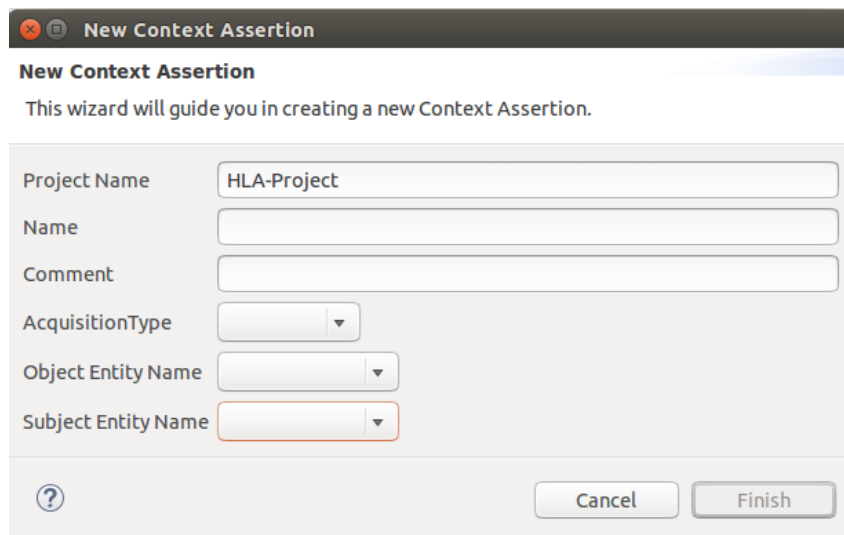 New Context Assertion
New Context Assertion
This wizard will guide you in creating a new Context Assertion.
Project Name HLA-Project
Name
Comment
AcquisitionType
Object Entity Name
Subject Entity Name
? Cancel Finish